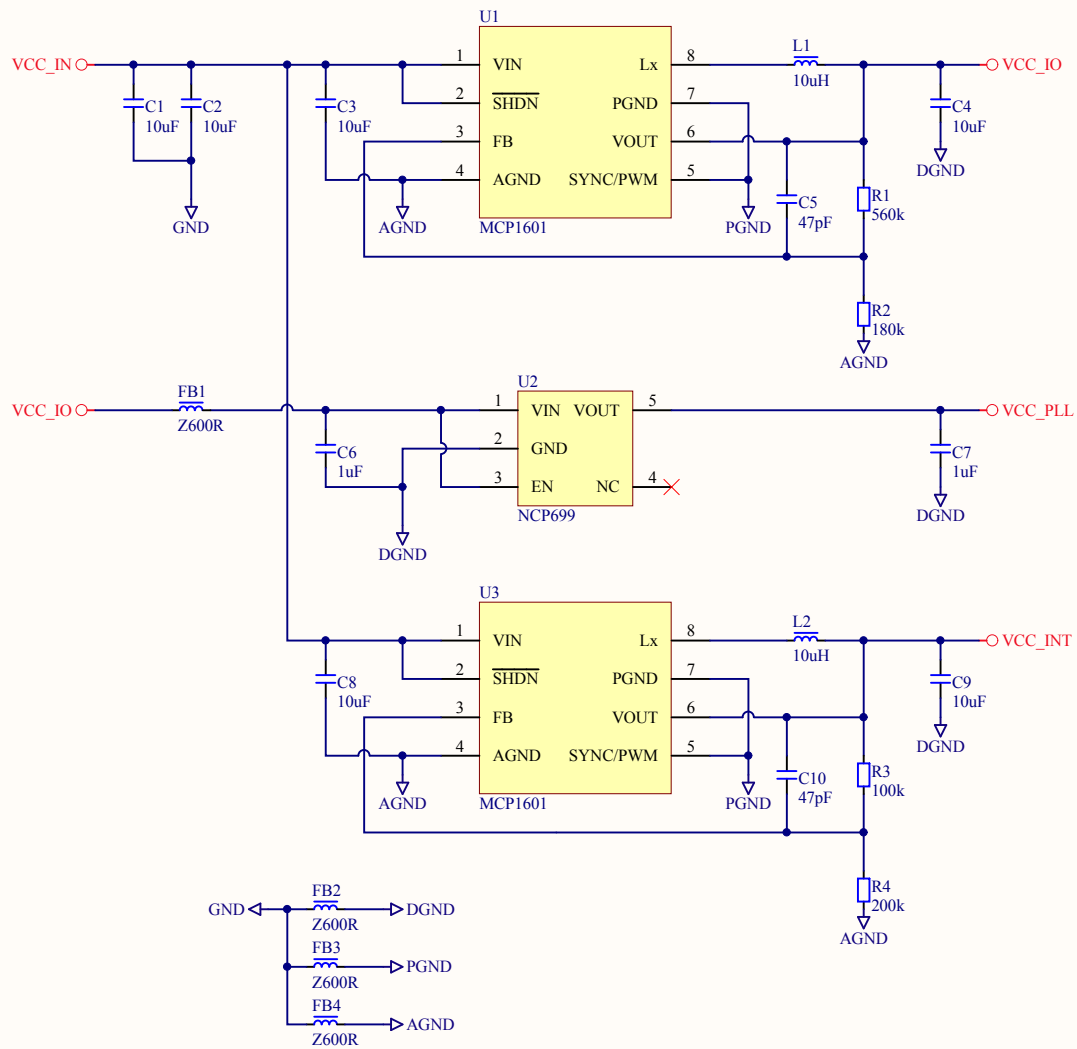 U1
VCC_IN
1 VIN Lx 8
L1
10uH
VCC_IO
C1
10uF
C2
10uF
C3
10uF
2 SHDN PGND 7
C4
10uF
3 FB VOUT 6
4 AGND SYNC/PWM 5
DGND
C5
47pF
R1
560k
GND
AGND
MCP1601
PGND
R2
180k
AGND
U2
VCC_IO
FB1
Z600R
1 VIN VOUT 5
VCC_PLL
C6
1uF
2 GND
C7
1uF
3 EN NC 4
NCP699
DGND
DGND
U3
1 VIN Lx 8
L2
10uH
VCC_INT
C8
10uF
2 SHDN PGND 7
C9
10uF
3 FB VOUT 6
4 AGND SYNC/PWM 5
DGND
C10
47pF
R3
100k
AGND
MCP1601
PGND
R4
200k
AGND
GND
FB2
Z600R
DGND
FB3
Z600R
PGND
FB4
Z600R
AGND